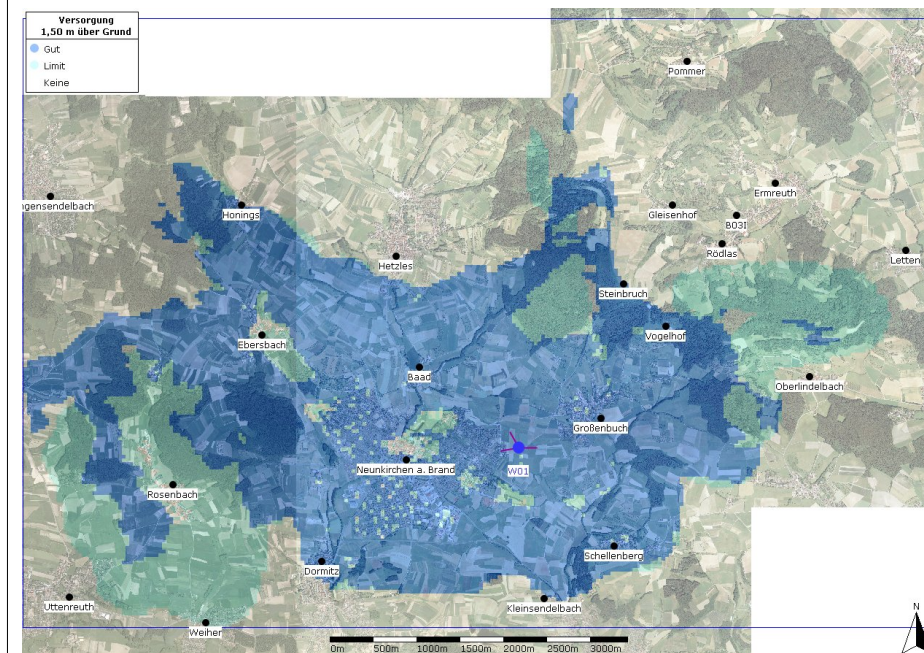 Versorgung
1,50 m über Grund
Gut
Limit
Keine
Pommer
Ermreuth
Gleisenhof
B03I
Rödlas
Letten
ngensendelbach
Honings
Hetzles
Steinbruch
Vogelhof
Ebersbach
Baad
Oberlindelbach
Großenbuch
Neunkirchen a. Brand
W01
Rosenbach
Schellenberg
Dormitz
Uttenreuth
Kleinsendelbach
Weiher
N
0m 500m 1000m 1500m 2000m 2500m 3000m